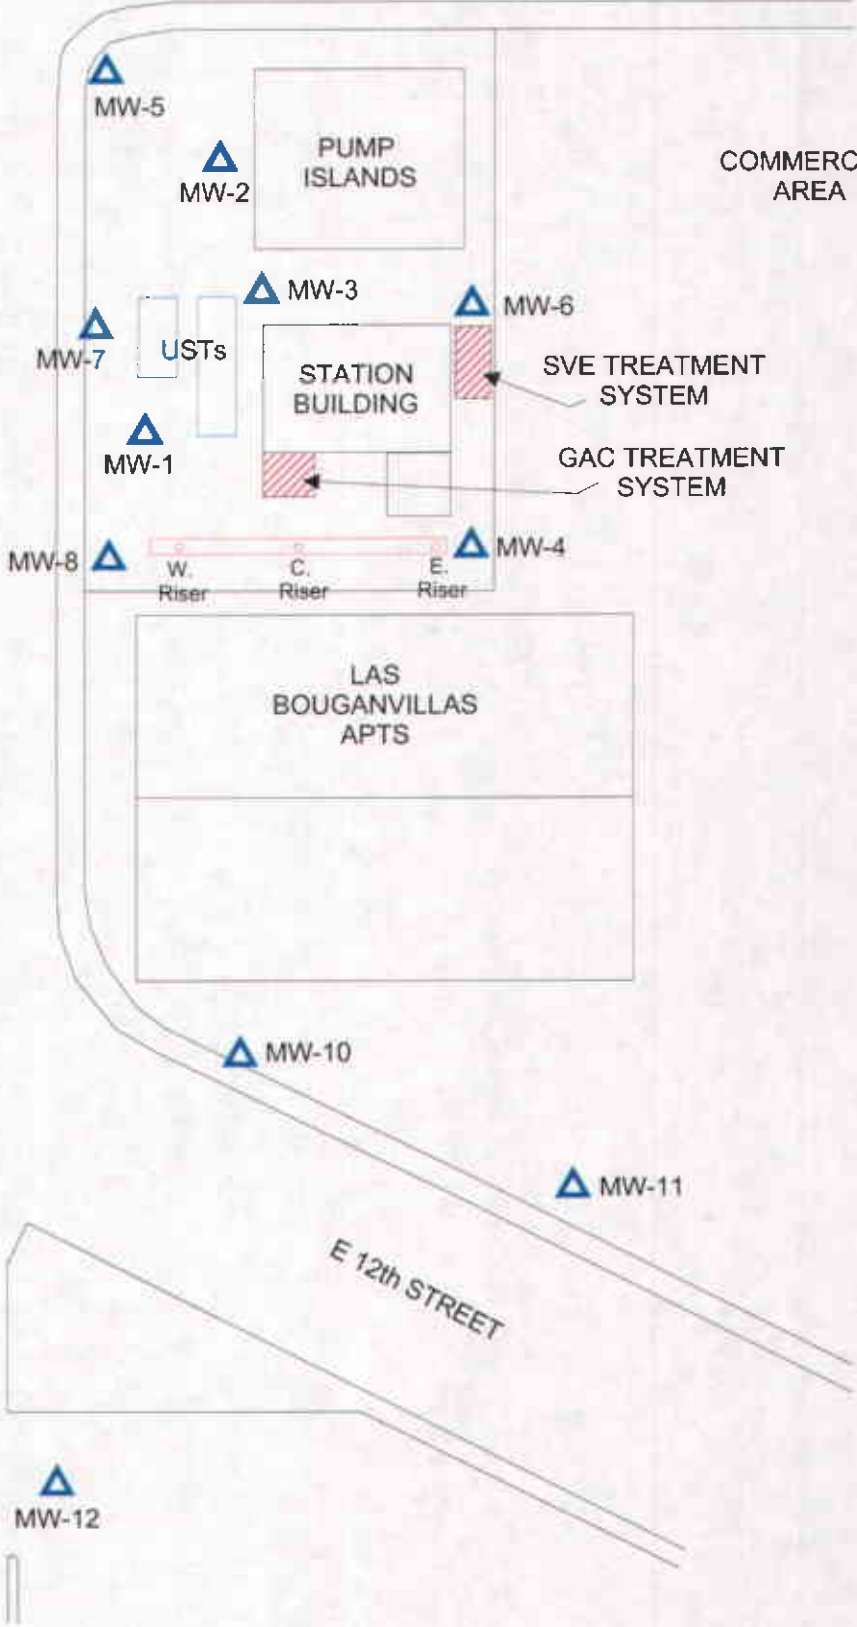 MW-5
PUMP
ISLANDS
COMMERC
AREA
MW-2
MW-3
MW-6
MW-7
USTs
STATION
BUILDING
SVE TREATMENT
SYSTEM
MW-1
GAC TREATMENT
SYSTEM
MW-8
MW-4
W.
Riser
C.
Riser
E.
Riser
LAS
BOUGANVILLAS
APTS
MW-10
MW-11
E 12th STREET
MW-12